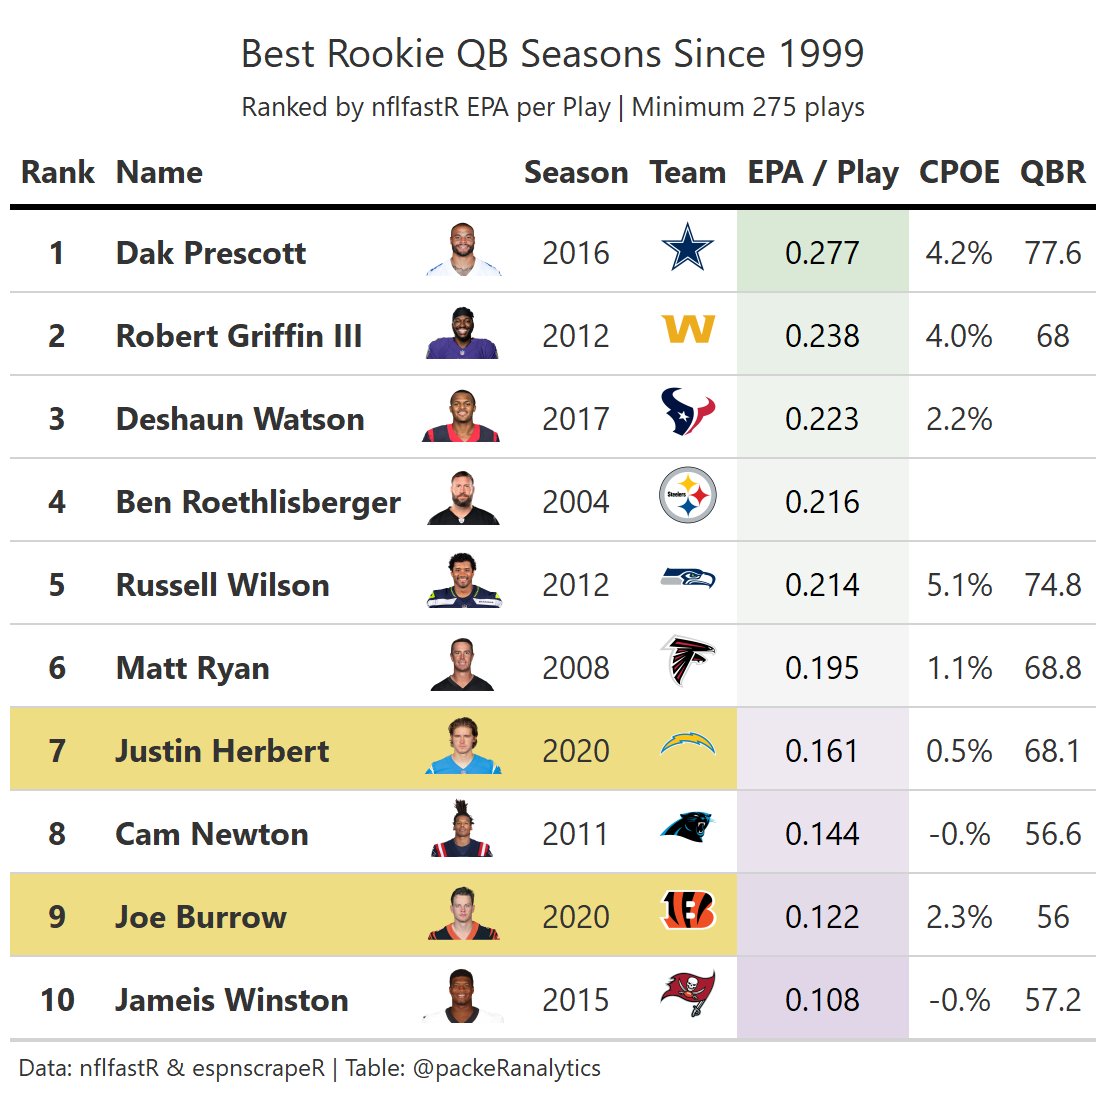 Best Rookie QB Seasons Since 1999
Ranked by nflfastR EPA per Play | Minimum 275 plays
Rank Name Season Team EPA / Play CPOE QBR
1 Dak Prescott 2016 0.277 4.2% 77.6
2 Robert Griffin III 2012 W 0.238 4.0% 68
3 Deshaun Watson 2017 0.223 2.2%
4 Ben Roethlisberger 2004 Steelers 0.216
5 Russell Wilson 2012 0.214 5.1% 74.8
6 Matt Ryan 2008 0.195 1.1% 68.8
7 Justin Herbert 2020 0.161 0.5% 68.1
8 Cam Newton 2011 0.144 -0.% 56.6
9 Joe Burrow 2020 B 0.122 2.3% 56
10 Jameis Winston 2015 0.108 -0.% 57.2
Data: nflfastR & espnscrapeR | Table: @packeRanalytics